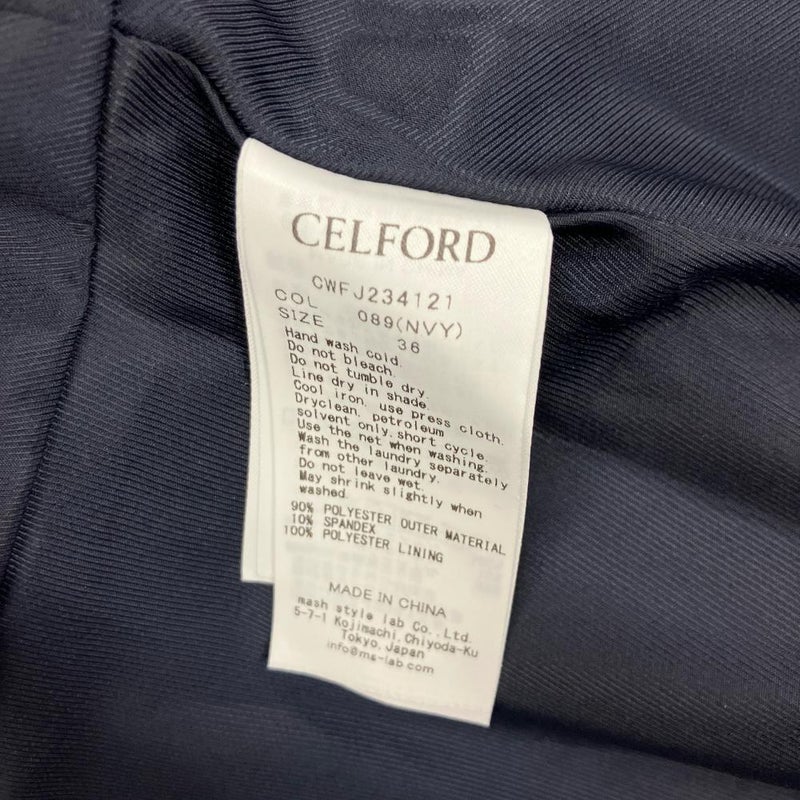 CELFORD
CWFJ234121
COL 089(NVY)
SIZE 36
Hand wash cold.
Do not bleach.
Do not tumble dry.
Line dry in shade.
Cool iron, use press cloth.
Dryclean, petroleum
solvent only,short cycle.
Use the net when washing.
Wash the laundry separately
from other laundry.
Do not leave wet.
May shrink slightly when
washed.
90% POLYESTER OUTER MATERIAL
10% SPANDEX
100% POLYESTER LINING
MADE IN CHINA
mash style lab Co.,Ltd.
5-7-1 Kojimachi,Chiyoda-Ku
Tokyo,Japan
info@ms-lab.com